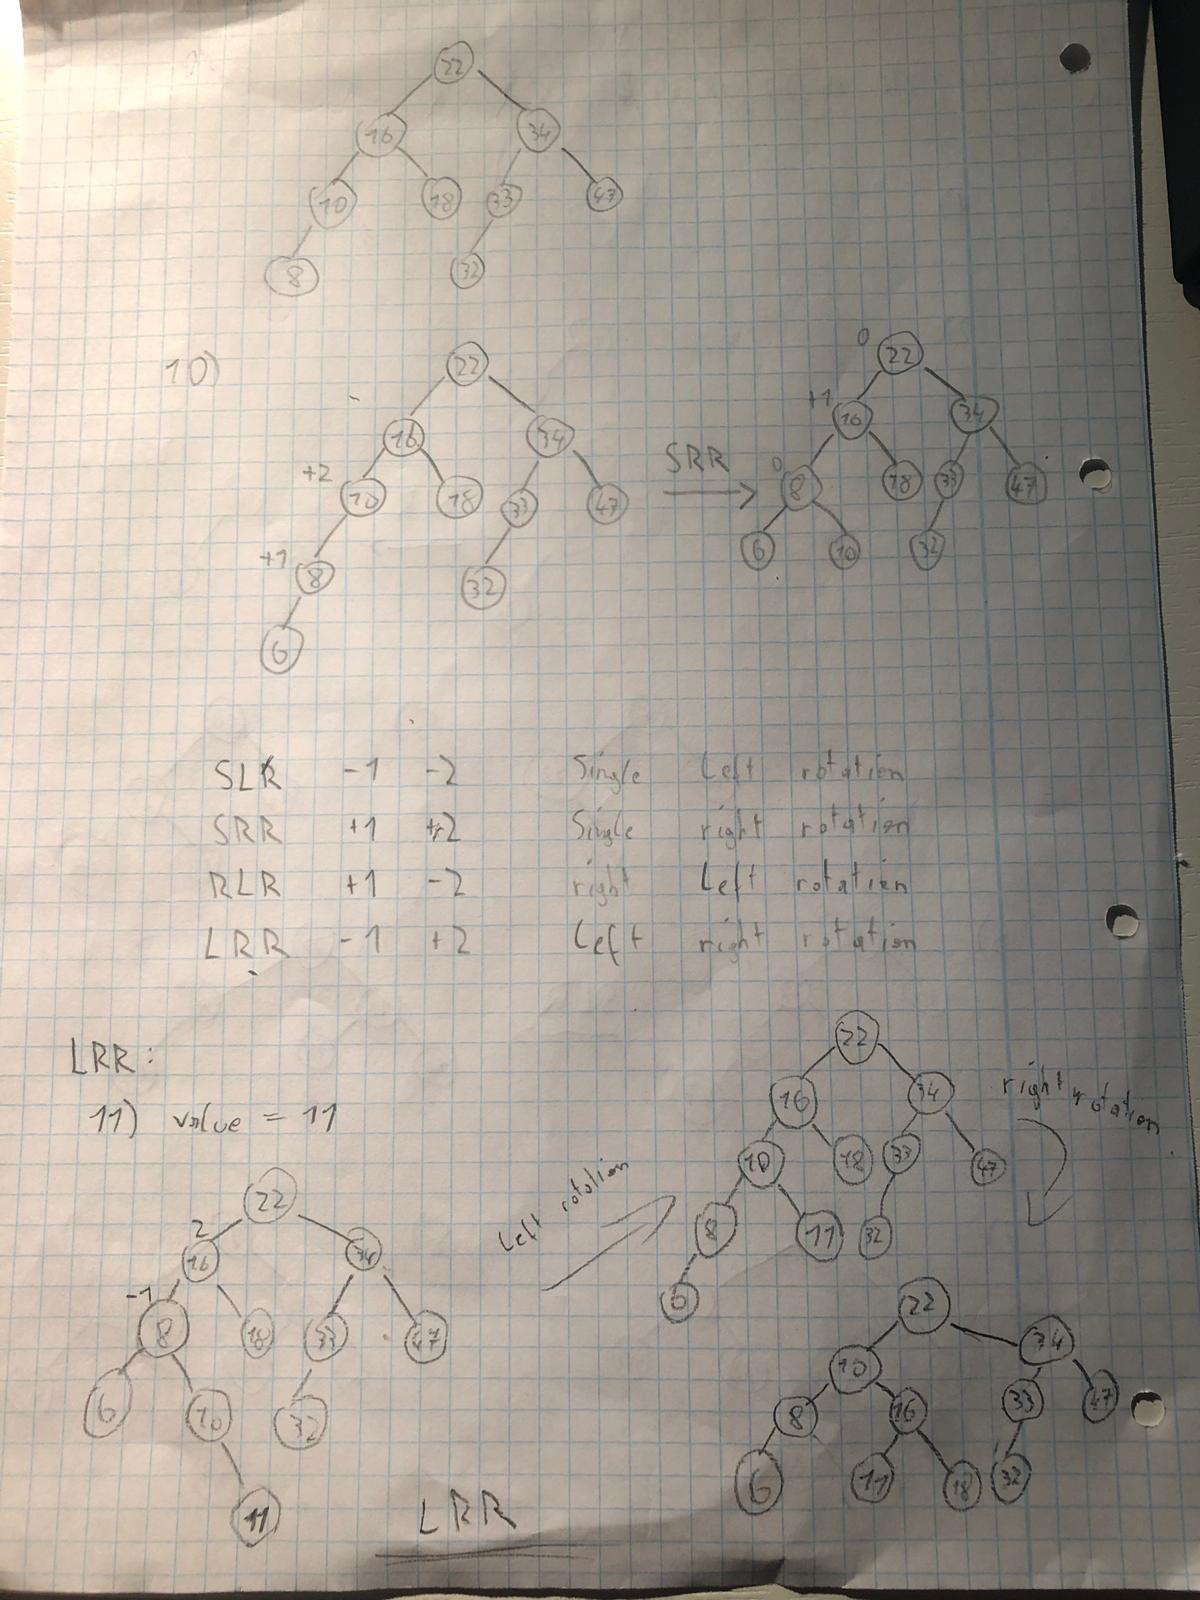 22
16 34
10 18 33 47
8 32
10)
22
16 34
+2 10 18 33 47
+1 8 32
6
SRR
0 22
+1 16 34
0 8 18 33 47
6 10 32
SLR -1 -2 Single Left rotation
SRR +1 +2 Single right rotation
RLR +1 -2 right Left rotation
LRR -1 +2 Left right rotation
LRR:
11) value = 11
22
2 16 34
-1 8 18 33 47
6 10 32
11
Left rotation
22
16 34
10 18 33 47
8 11 32
6
right rotation
22
10 34
8 16 33 47
6 11 18 32
LRR